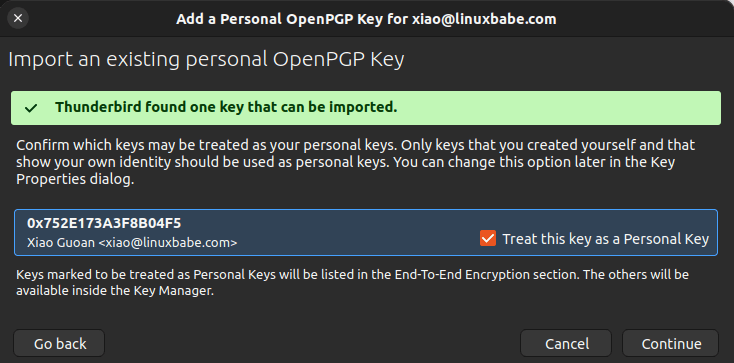 Add a Personal OpenPGP Key for xiao@linuxbabe.com
Import an existing personal OpenPGP Key
Thunderbird found one key that can be imported.
Confirm which keys may be treated as your personal keys. Only keys that you created yourself and that
show your own identity should be used as personal keys. You can change this option later in the Key
Properties dialog.
0x752E173A3F8B04F5
Xiao Guoan <xiao@linuxbabe.com>
Treat this key as a Personal Key
Keys marked to be treated as Personal Keys will be listed in the End-To-End Encryption section. The others will be
available inside the Key Manager.
Go back
Cancel
Continue